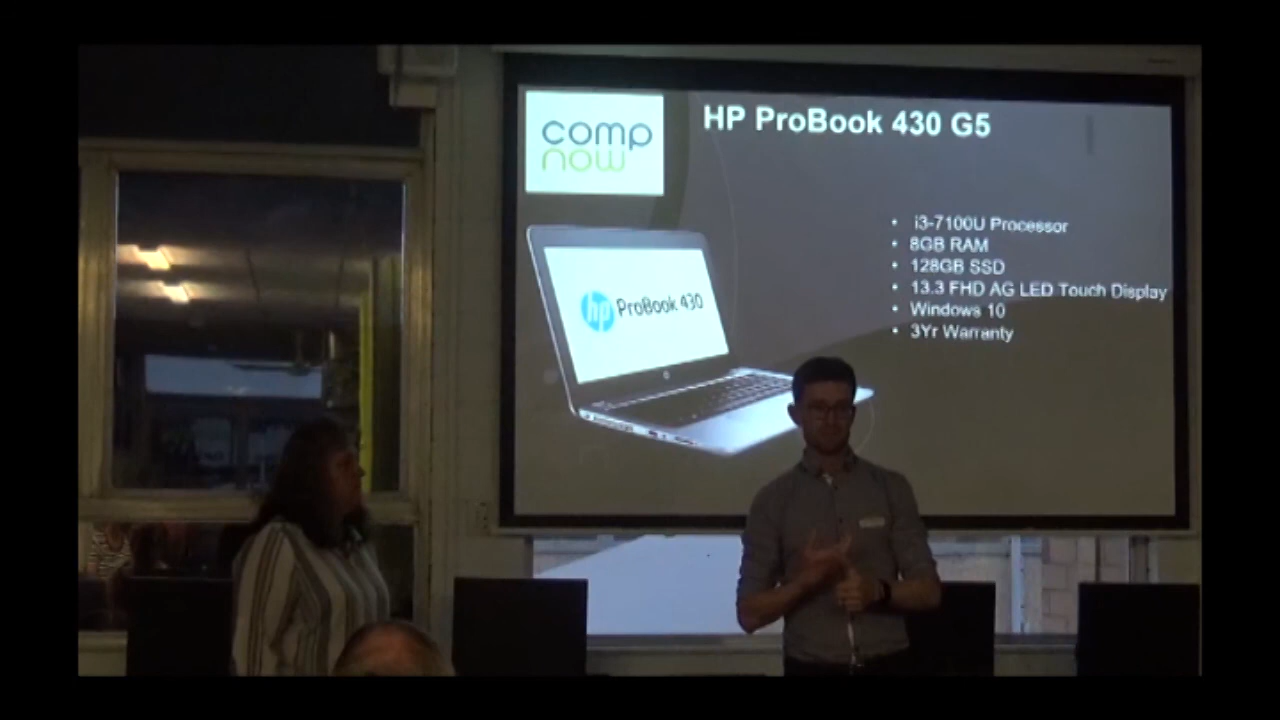 comp
now
HP ProBook 430 G5
hp ProBook 430
• i3-7100U Processor
• 8GB RAM
• 128GB SSD
• 13.3 FHD AG LED Touch Display
• Windows 10
• 3Yr Warranty